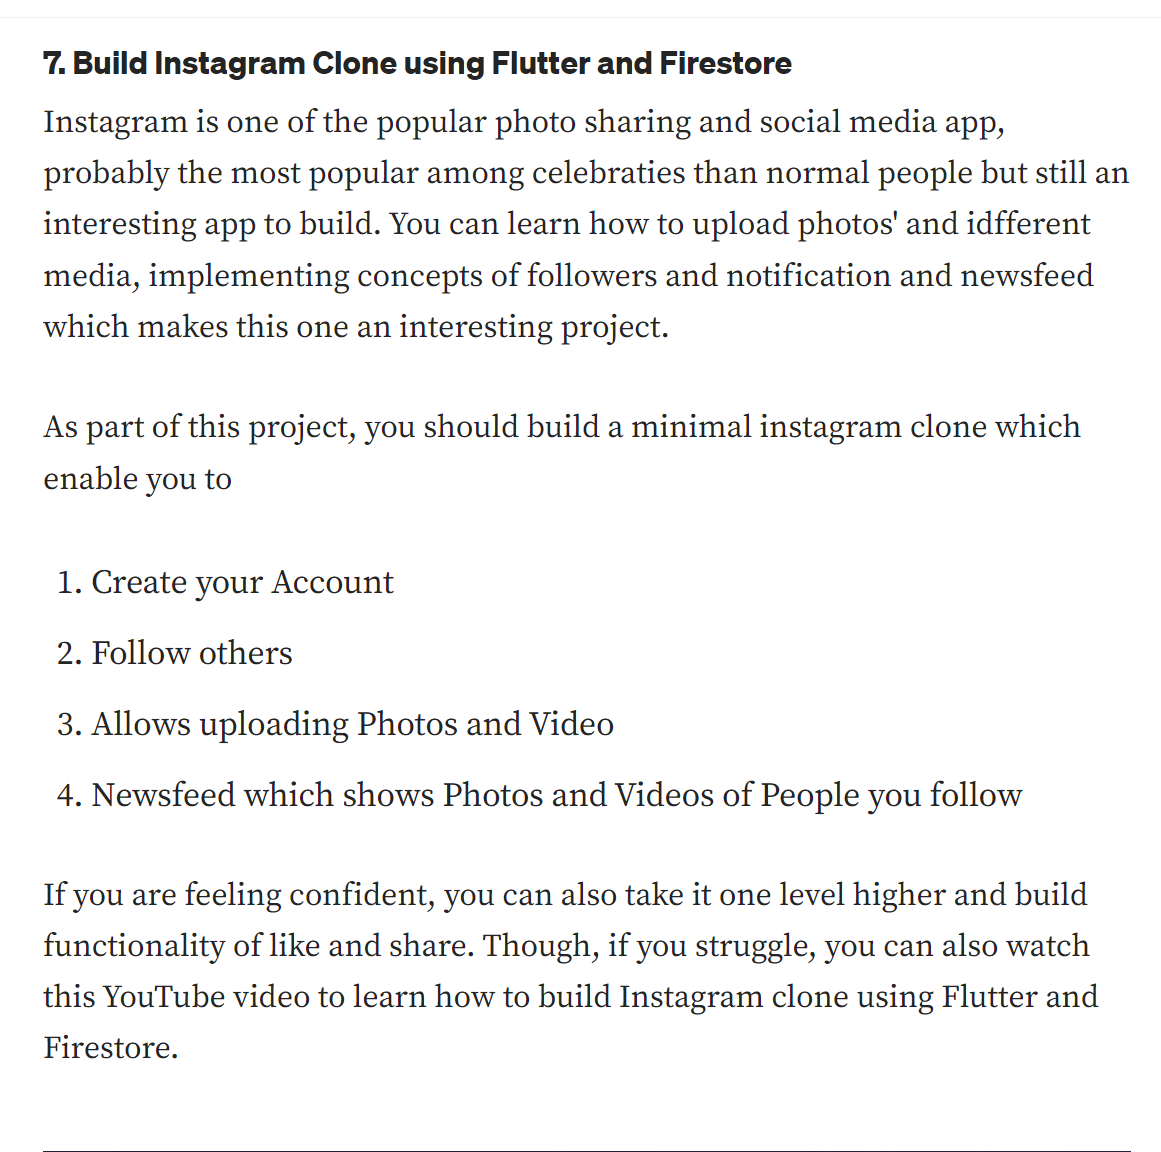 7. Build Instagram Clone using Flutter and Firestore
Instagram is one of the popular photo sharing and social media app,
probably the most popular among celebraties than normal people but still an
interesting app to build. You can learn how to upload photos' and idfferent
media, implementing concepts of followers and notification and newsfeed
which makes this one an interesting project.
As part of this project, you should build a minimal instagram clone which
enable you to
1. Create your Account
2. Follow others
3. Allows uploading Photos and Video
4. Newsfeed which shows Photos and Videos of People you follow
If you are feeling confident, you can also take it one level higher and build
functionality of like and share. Though, if you struggle, you can also watch
this YouTube video to learn how to build Instagram clone using Flutter and
Firestore.